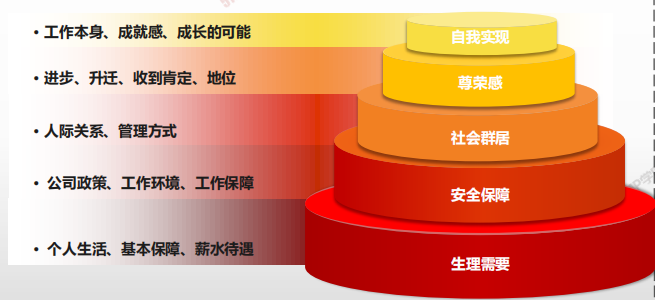 • 工作本身、成就感、成长的可能
自我实现
• 进步、升迁、收到肯定、地位
尊荣感
• 人际关系、管理方式
社会群居
• 公司政策、工作环境、工作保障
安全保障
• 个人生活、基本保障、薪水待遇
生理需要